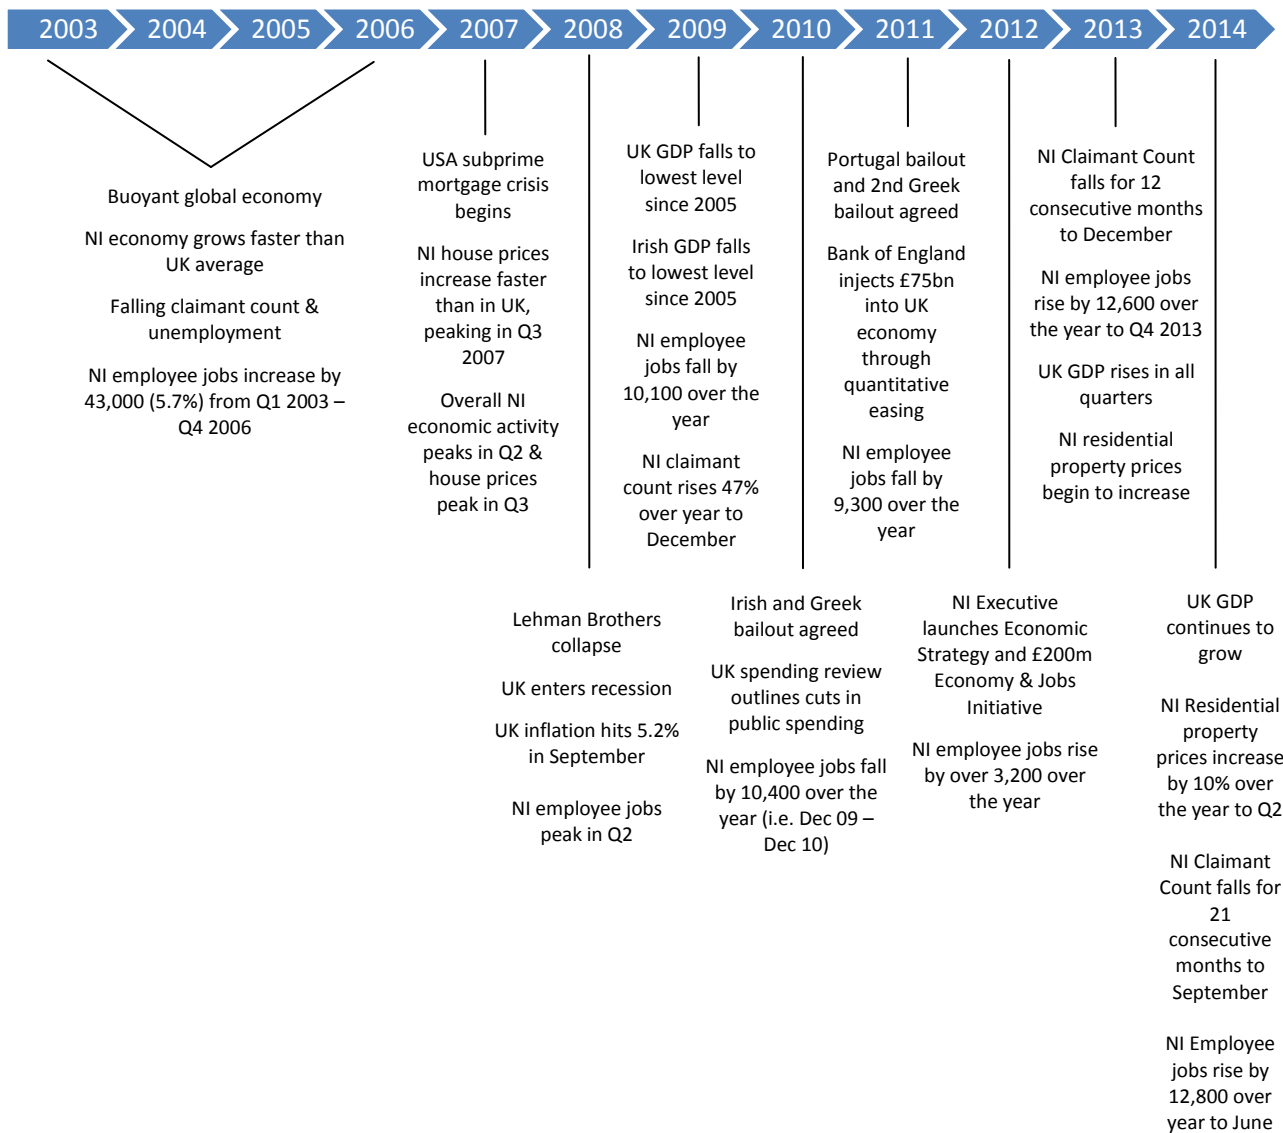 2003 2004 2005 2006 2007 2008 2009 2010 2011 2012 2013 2014
Buoyant global economy
NI economy grows faster than
UK average
Falling claimant count &
unemployment
NI employee jobs increase by
43,000 (5.7%) from Q1 2003 –
Q4 2006
USA subprime
mortgage crisis
begins
NI house prices
increase faster
than in UK,
peaking in Q3
2007
Overall NI
economic activity
peaks in Q2 &
house prices
peak in Q3
Lehman Brothers
collapse
UK enters recession
UK inflation hits 5.2%
in September
NI employee jobs
peak in Q2
UK GDP falls to
lowest level
since 2005
Irish GDP falls
to lowest level
since 2005
NI employee
jobs fall by
10,100 over the
year
NI claimant
count rises 47%
over year to
December
Irish and Greek
bailout agreed
UK spending review
outlines cuts in
public spending
NI employee jobs fall
by 10,400 over the
year (i.e. Dec 09 –
Dec 10)
Portugal bailout
and 2nd Greek
bailout agreed
Bank of England
injects £75bn
into UK
economy
through
quantitative
easing
NI employee
jobs fall by
9,300 over the
year
NI Executive
launches Economic
Strategy and £200m
Economy & Jobs
Initiative
NI employee jobs rise
by over 3,200 over
the year
NI Claimant Count
falls for 12
consecutive months
to December
NI employee jobs
rise by 12,600 over
the year to Q4 2013
UK GDP rises in all
quarters
NI residential
property prices
begin to increase
UK GDP
continues to
grow
NI Residential
property
prices increase
by 10% over
the year to Q2
NI Claimant
Count falls for
21
consecutive
months to
September
NI Employee
jobs rise by
12,800 over
year to June